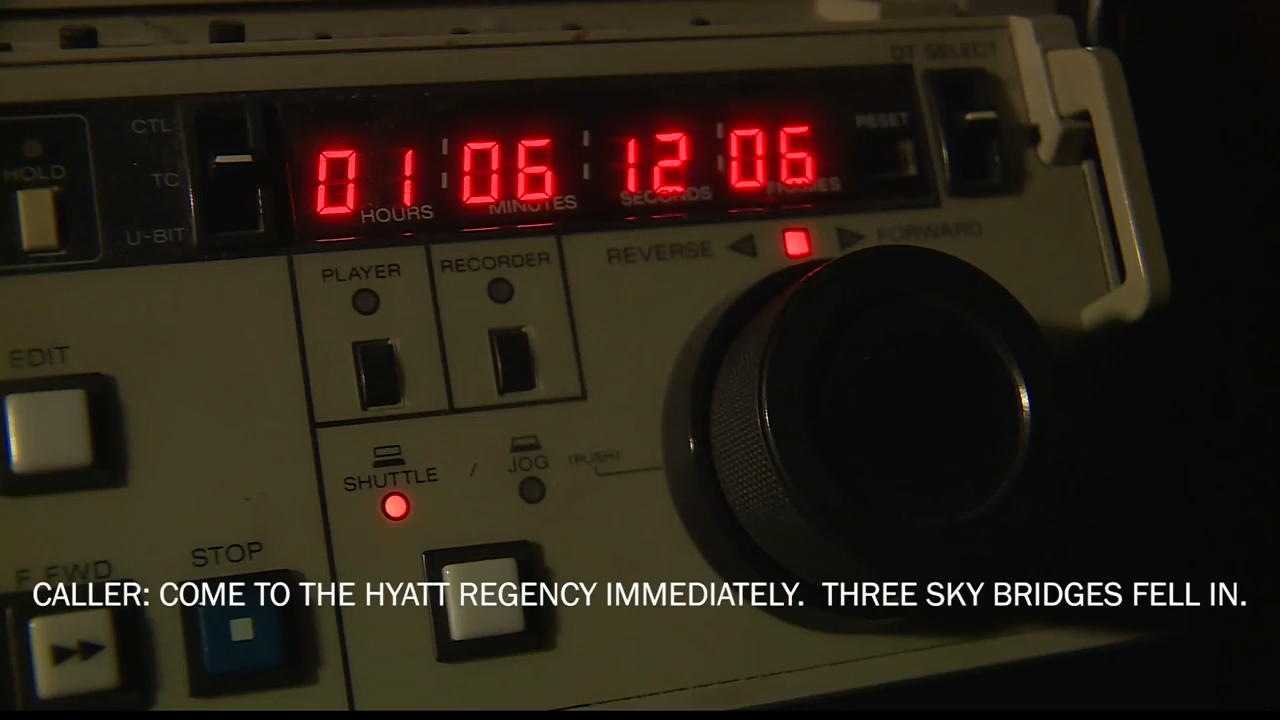 DT SELECT
CTL
HOLD
TC
U-BIT
01 06 12 06
RESET
HOURS
MINUTES
SECONDS
FRAMES
REVERSE
FORWARD
PLAYER
RECORDER
EDIT
SHUTTLE / JOG (PUSH)
STOP
F FWD
CALLER: COME TO THE HYATT REGENCY IMMEDIATELY. THREE SKY BRIDGES FELL IN.